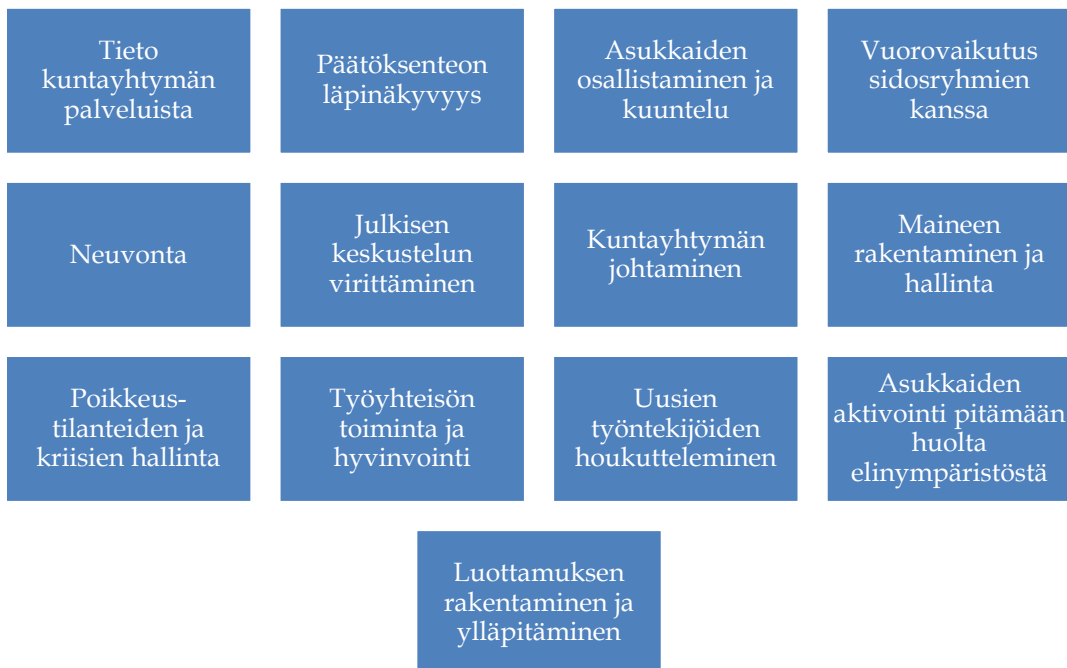 Tieto
kuntayhtymän
palveluista
Päätöksenteon
läpinäkyvyys
Asukkaiden
osallistaminen ja
kuuntelu
Vuorovaikutus
sidosryhmien
kanssa
Neuvonta
Julkisen
keskustelun
virittäminen
Kuntayhtymän
johtaminen
Maineen
rakentaminen ja
hallinta
Poikkeus-
tilanteiden ja
kriisien hallinta
Työyhteisön
toiminta ja
hyvinvointi
Uusien
työntekijöiden
houkutteleminen
Asukkaiden
aktivointi pitämään
huolta
elinympäristöstä
Luottamuksen
rakentaminen ja
ylläpitäminen